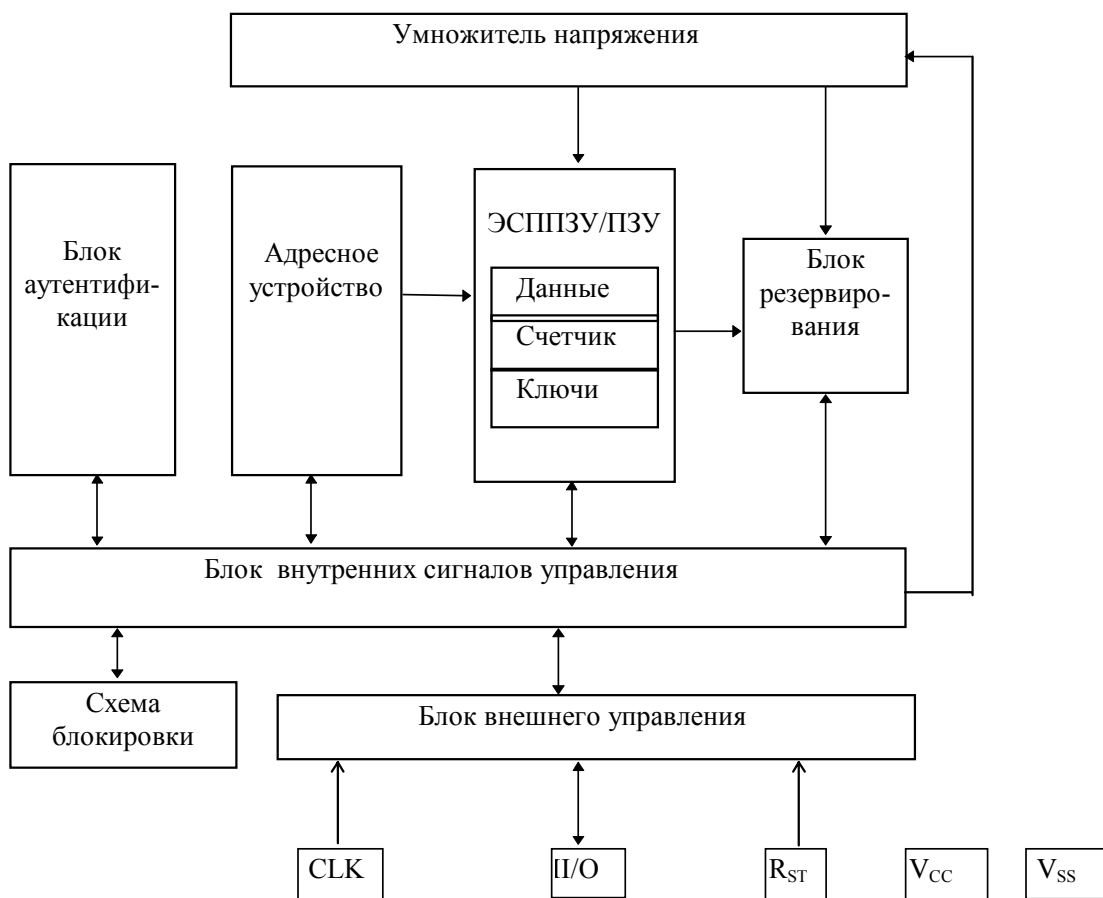 Умножитель напряжения
ЭСППЗУ/ПЗУ
Блок
аутентифи-
кации
Адресное
устройство
Данные
Счетчик
Ключи
Блок
резервиро-
вания
Блок внутренних сигналов управления
Схема
блокировки
Блок внешнего управления
CLK
II/O
RST
VCC
VSS